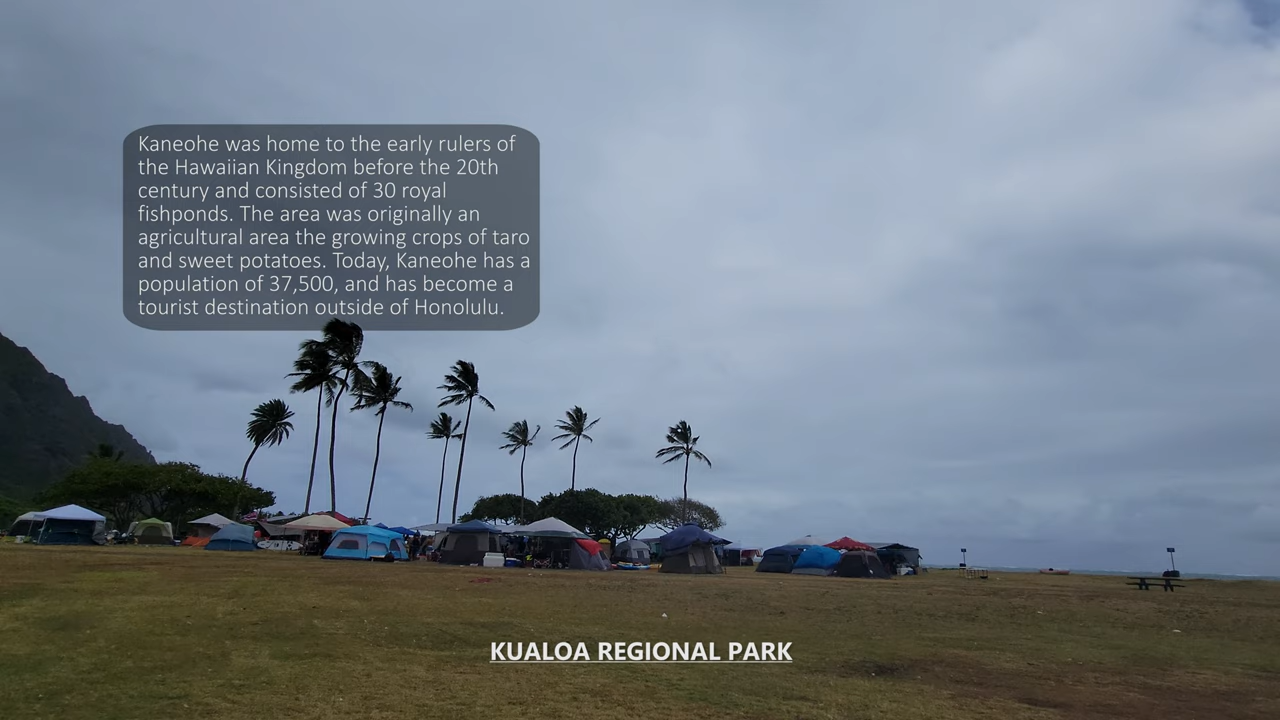 Kaneohe was home to the early rulers of
the Hawaiian Kingdom before the 20th
century and consisted of 30 royal
fishponds. The area was originally an
agricultural area the growing crops of taro
and sweet potatoes. Today, Kaneohe has a
population of 37,500, and has become a
tourist destination outside of Honolulu.
KUALOA REGIONAL PARK